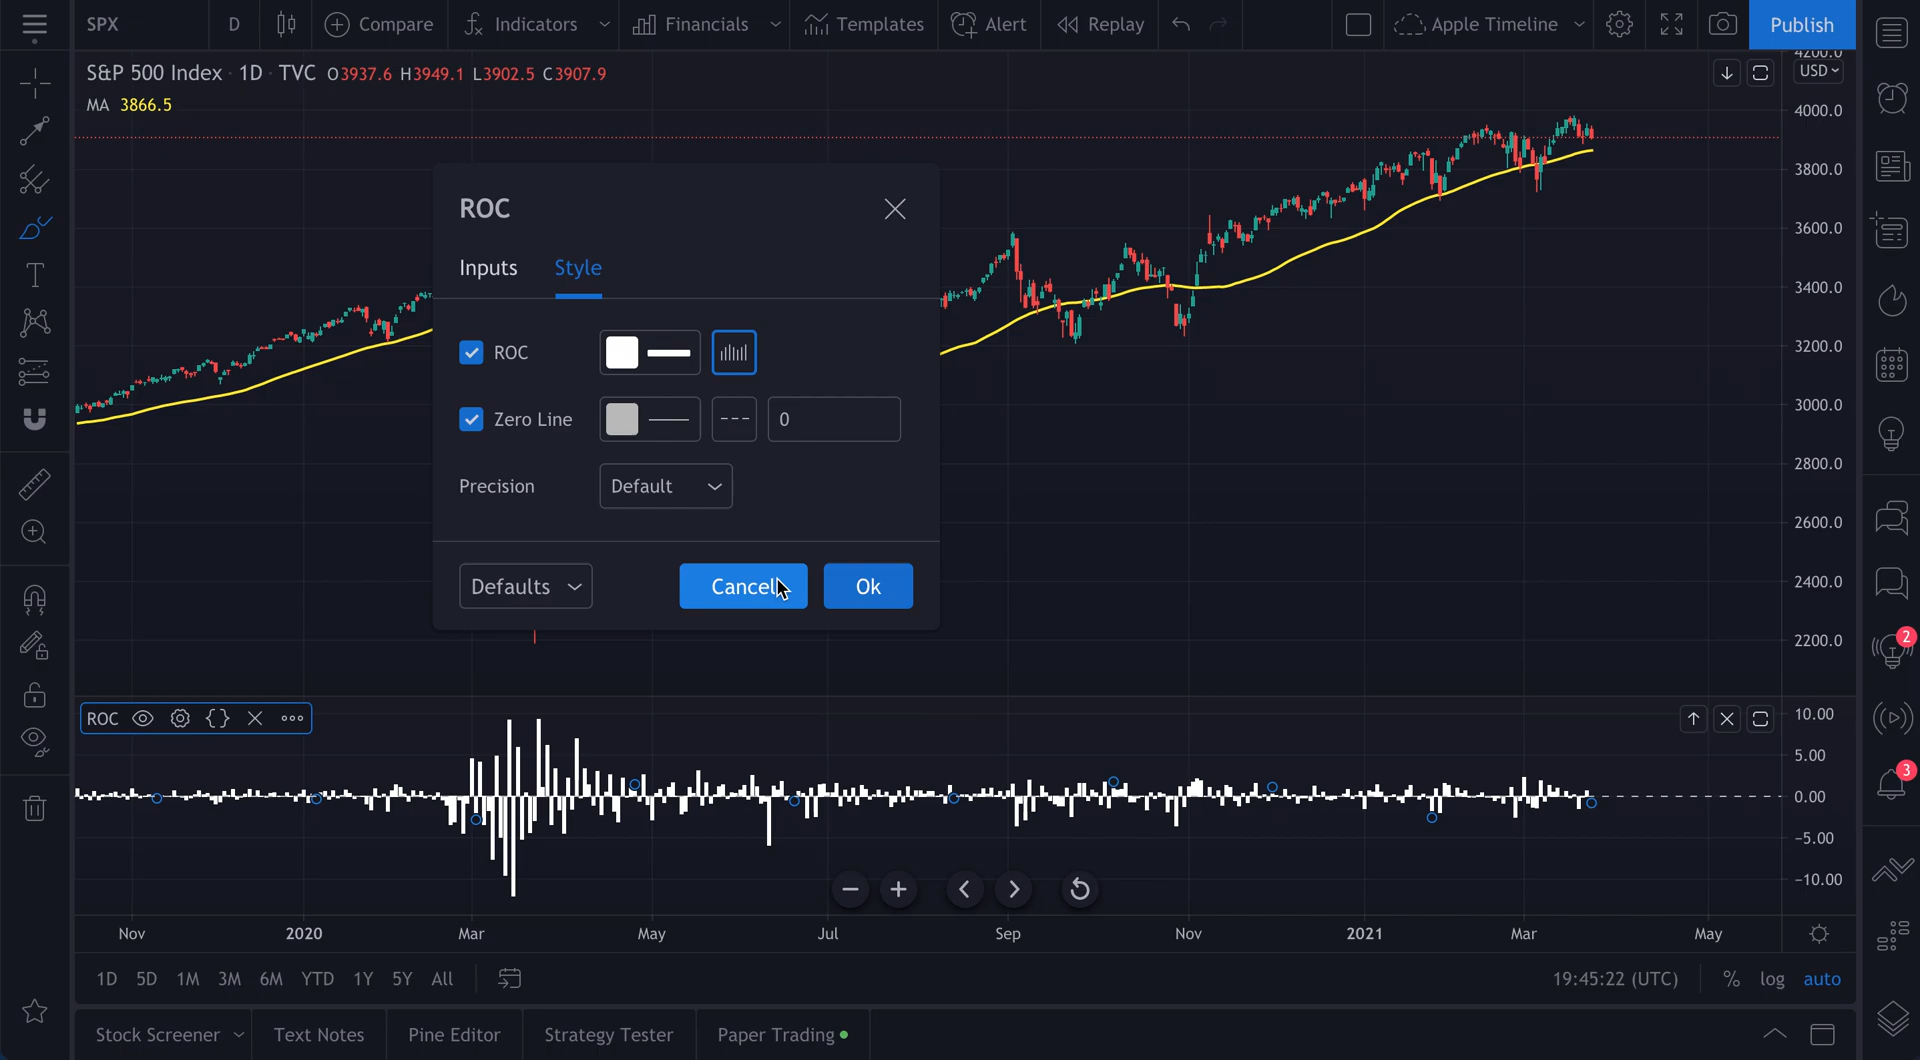 SPX D Compare Indicators Financials Templates Alert Replay Apple Timeline Publish
S&P 500 Index · 1D · TVC O3937.6 H3949.1 L3902.5 C3907.9
MA 3866.5
4200.0
USD
4000.0
3800.0
3600.0
3400.0
3200.0
3000.0
2800.0
2600.0
2400.0
2200.0
ROC
Inputs Style
ROC
Zero Line 0
Precision Default
Defaults Cancel Ok
2
3
ROC
10.00
5.00
0.00
−5.00
−10.00
Nov 2020 Mar May Jul Sep Nov 2021 Mar May
1D 5D 1M 3M 6M YTD 1Y 5Y All 19:45:22 (UTC) % log auto
Stock Screener Text Notes Pine Editor Strategy Tester Paper Trading